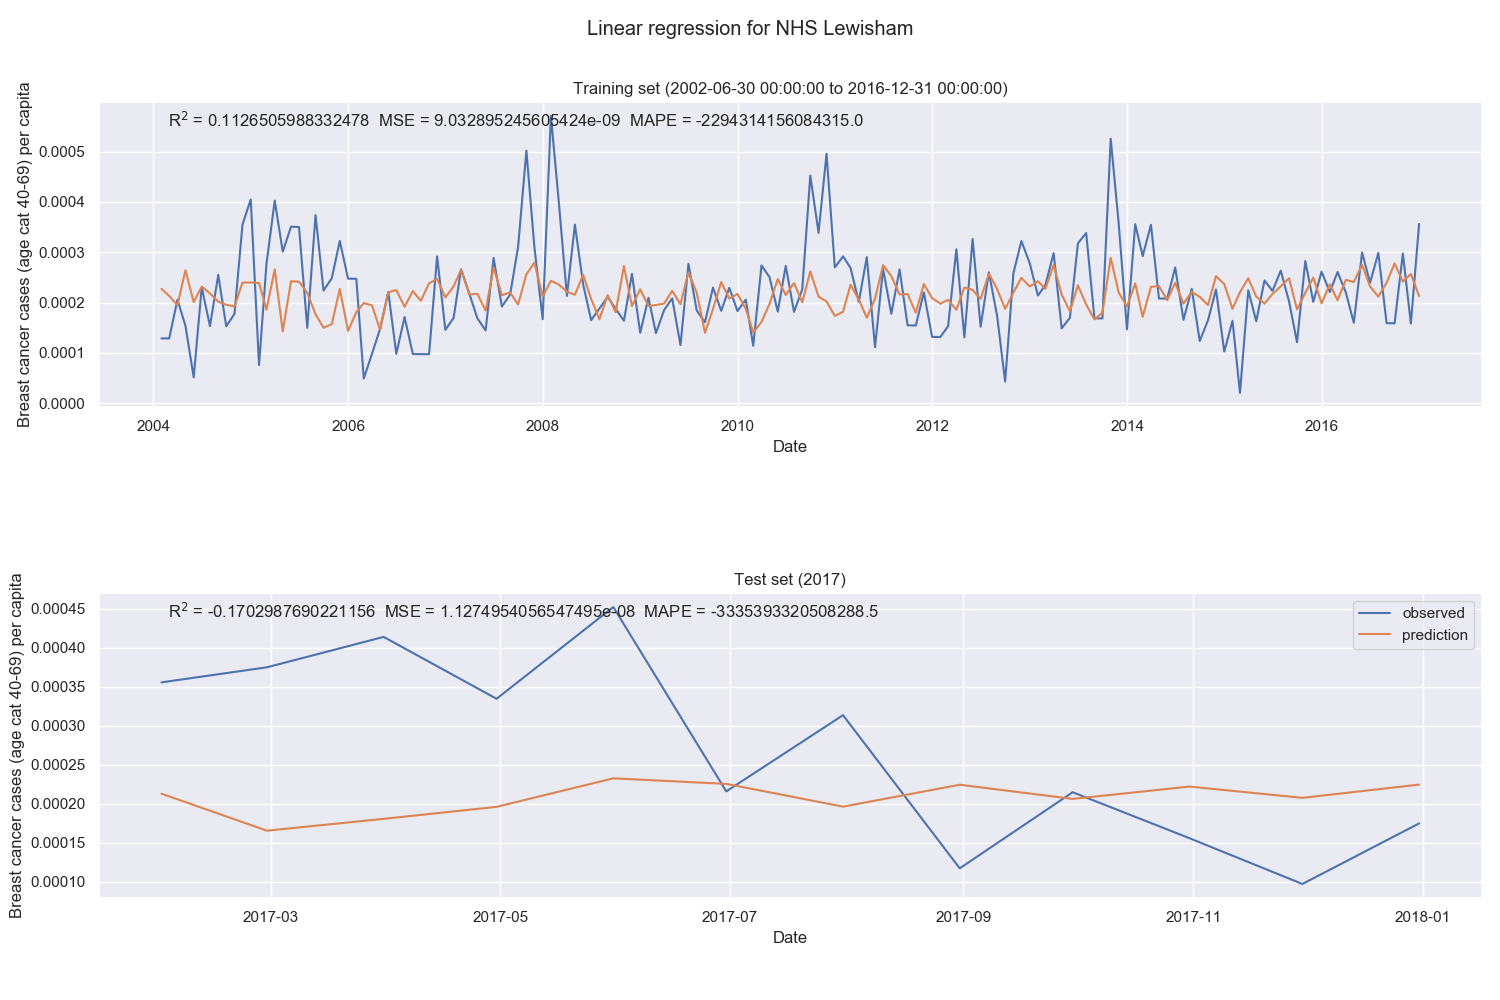 Linear regression for NHS Lewisham
Training set (2002-06-30 00:00:00 to 2016-12-31 00:00:00)
R² = 0.1126505988332478 MSE = 9.032895245605424e-09 MAPE = -2294314156084315.0
Breast cancer cases (age cat 40-69) per capita
0.0005
0.0004
0.0003
0.0002
0.0001
0.0000
2004 2006 2008 2010 2012 2014 2016
Date
Test set (2017)
R² = -0.1702987690221156 MSE = 1.1274954056547495e-08 MAPE = -3335393320508288.5
observed
prediction
Breast cancer cases (age cat 40-69) per capita
0.00045
0.00040
0.00035
0.00030
0.00025
0.00020
0.00015
0.00010
2017-03 2017-05 2017-07 2017-09 2017-11 2018-01
Date